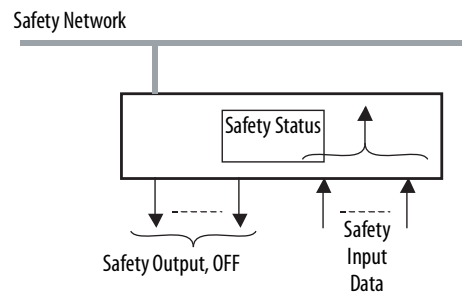 Safety Network
Safety Status
Safety Output, OFF
Safety
Input
Data